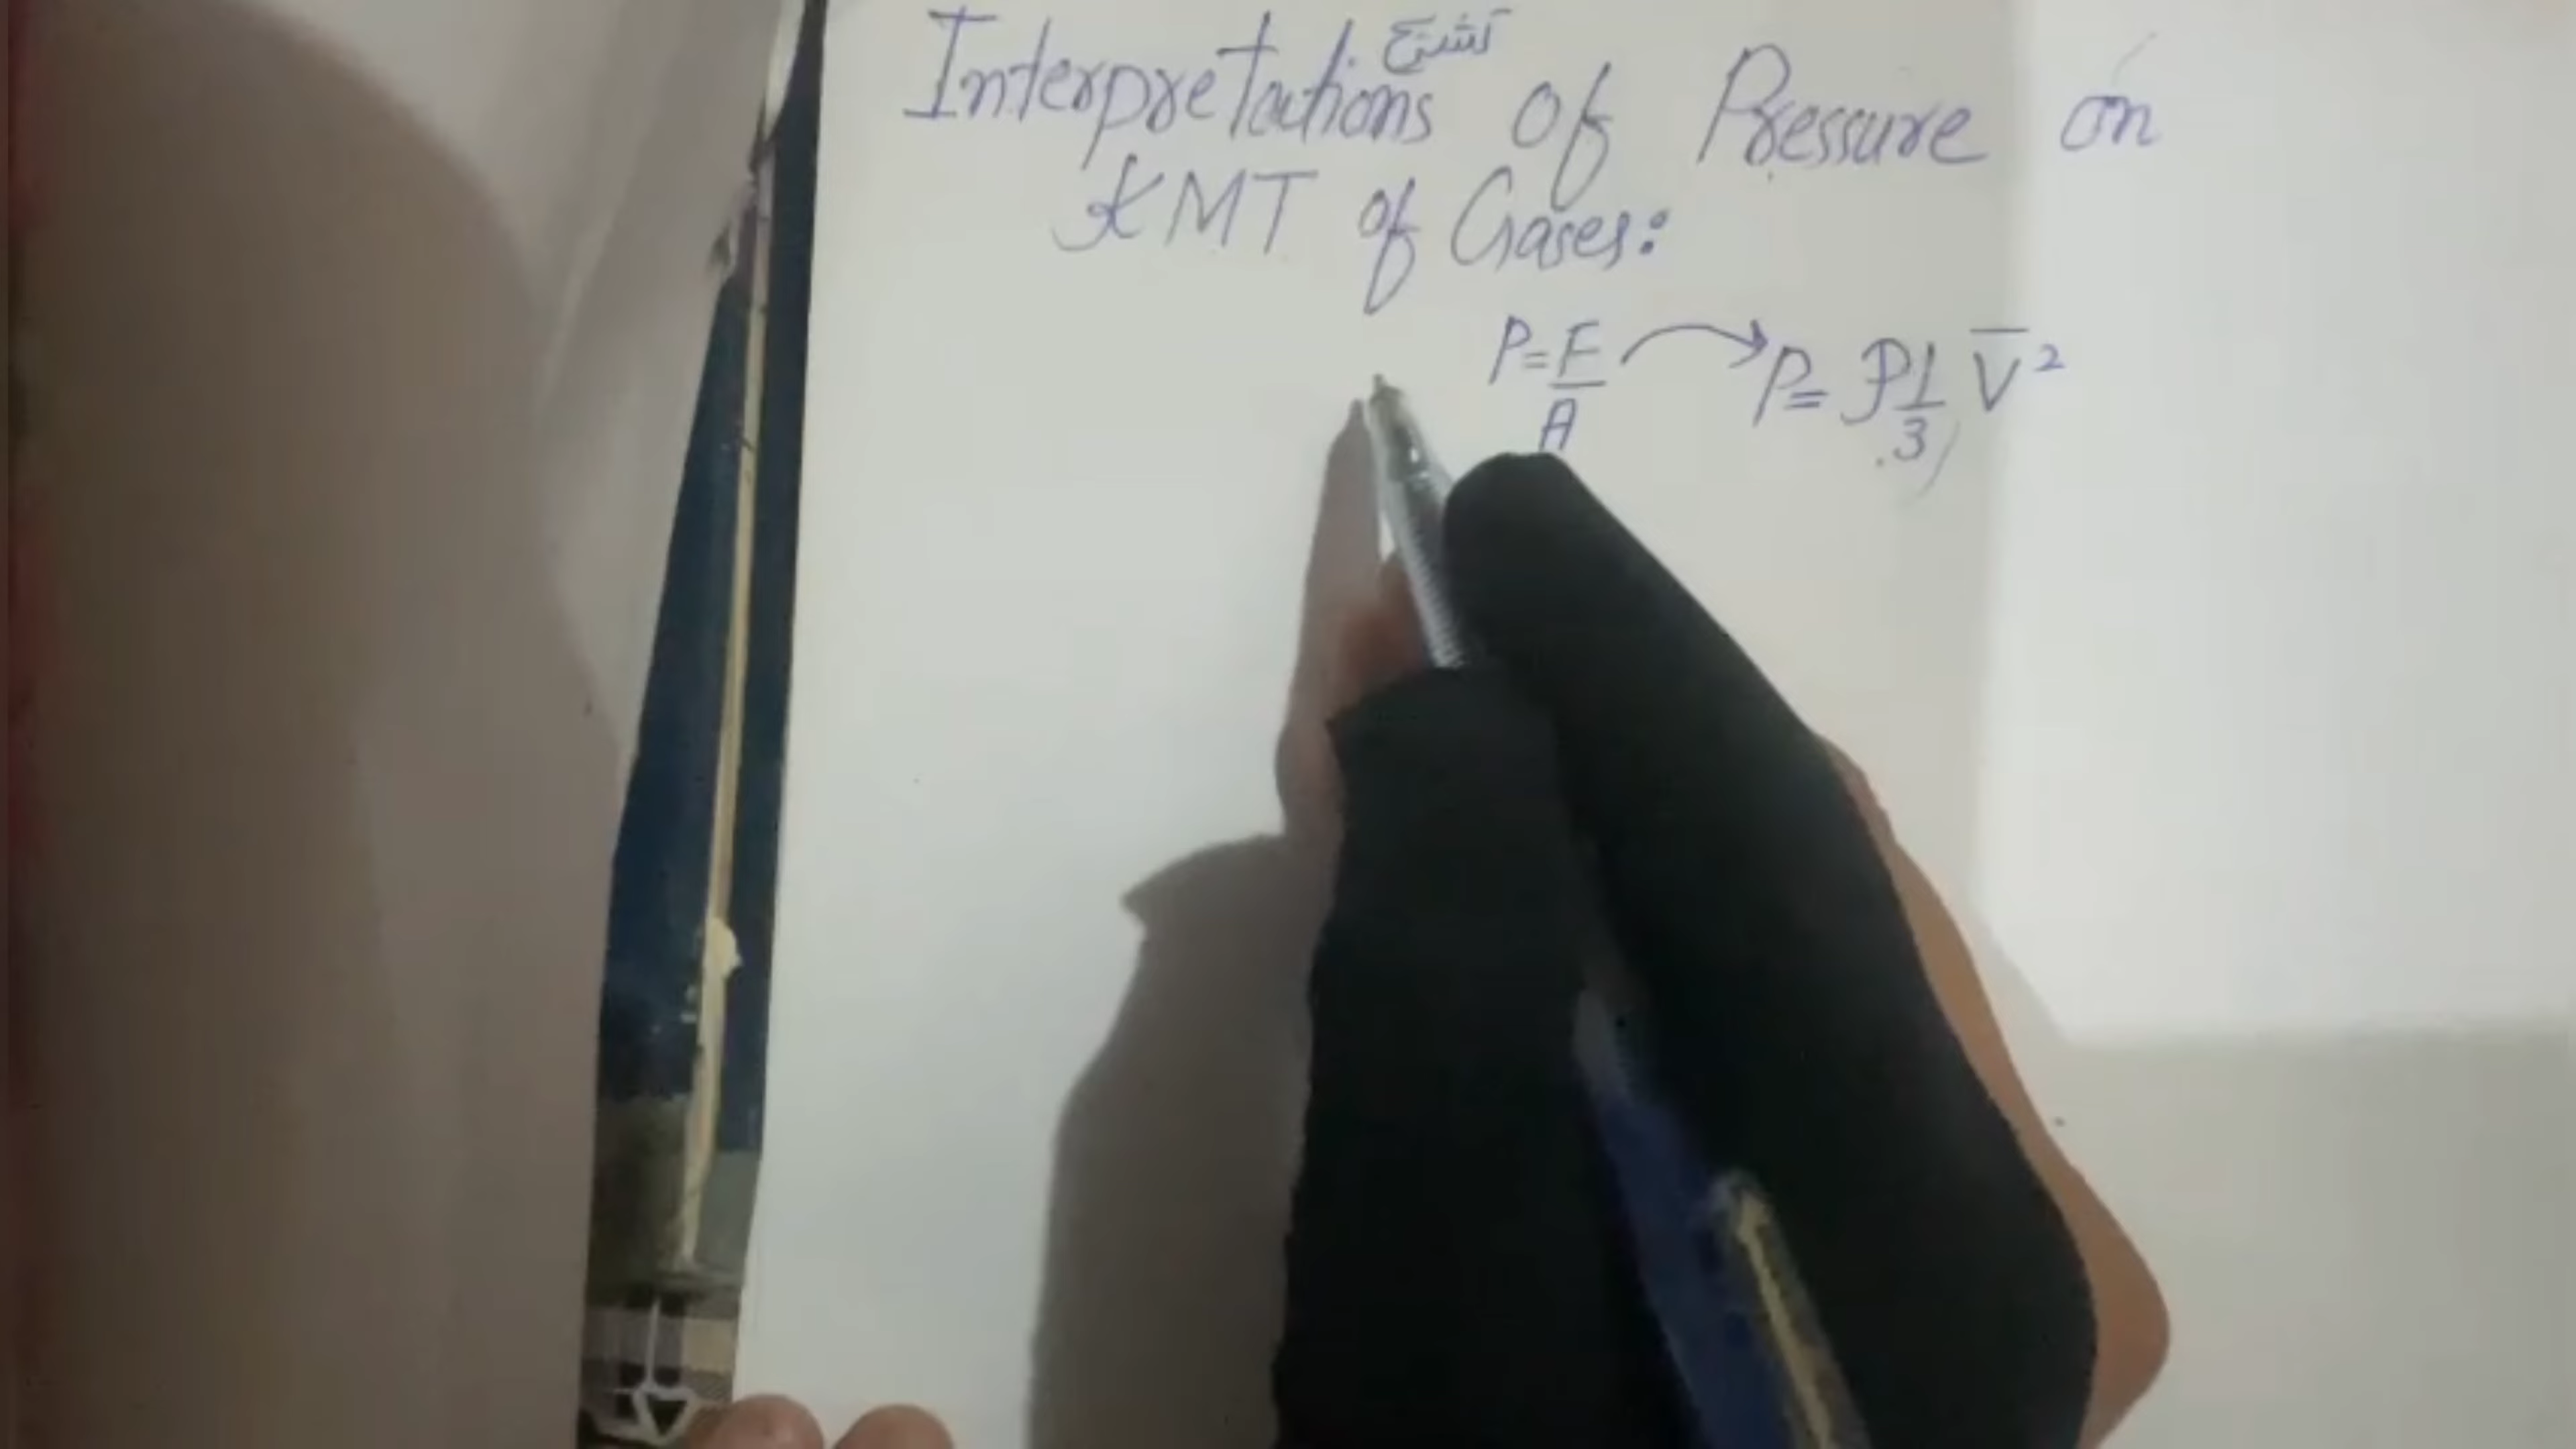 تشریح
Interpretations of Pressure on
KMT of Gases:
P=F/A → P= ρ 1/3 V̅²